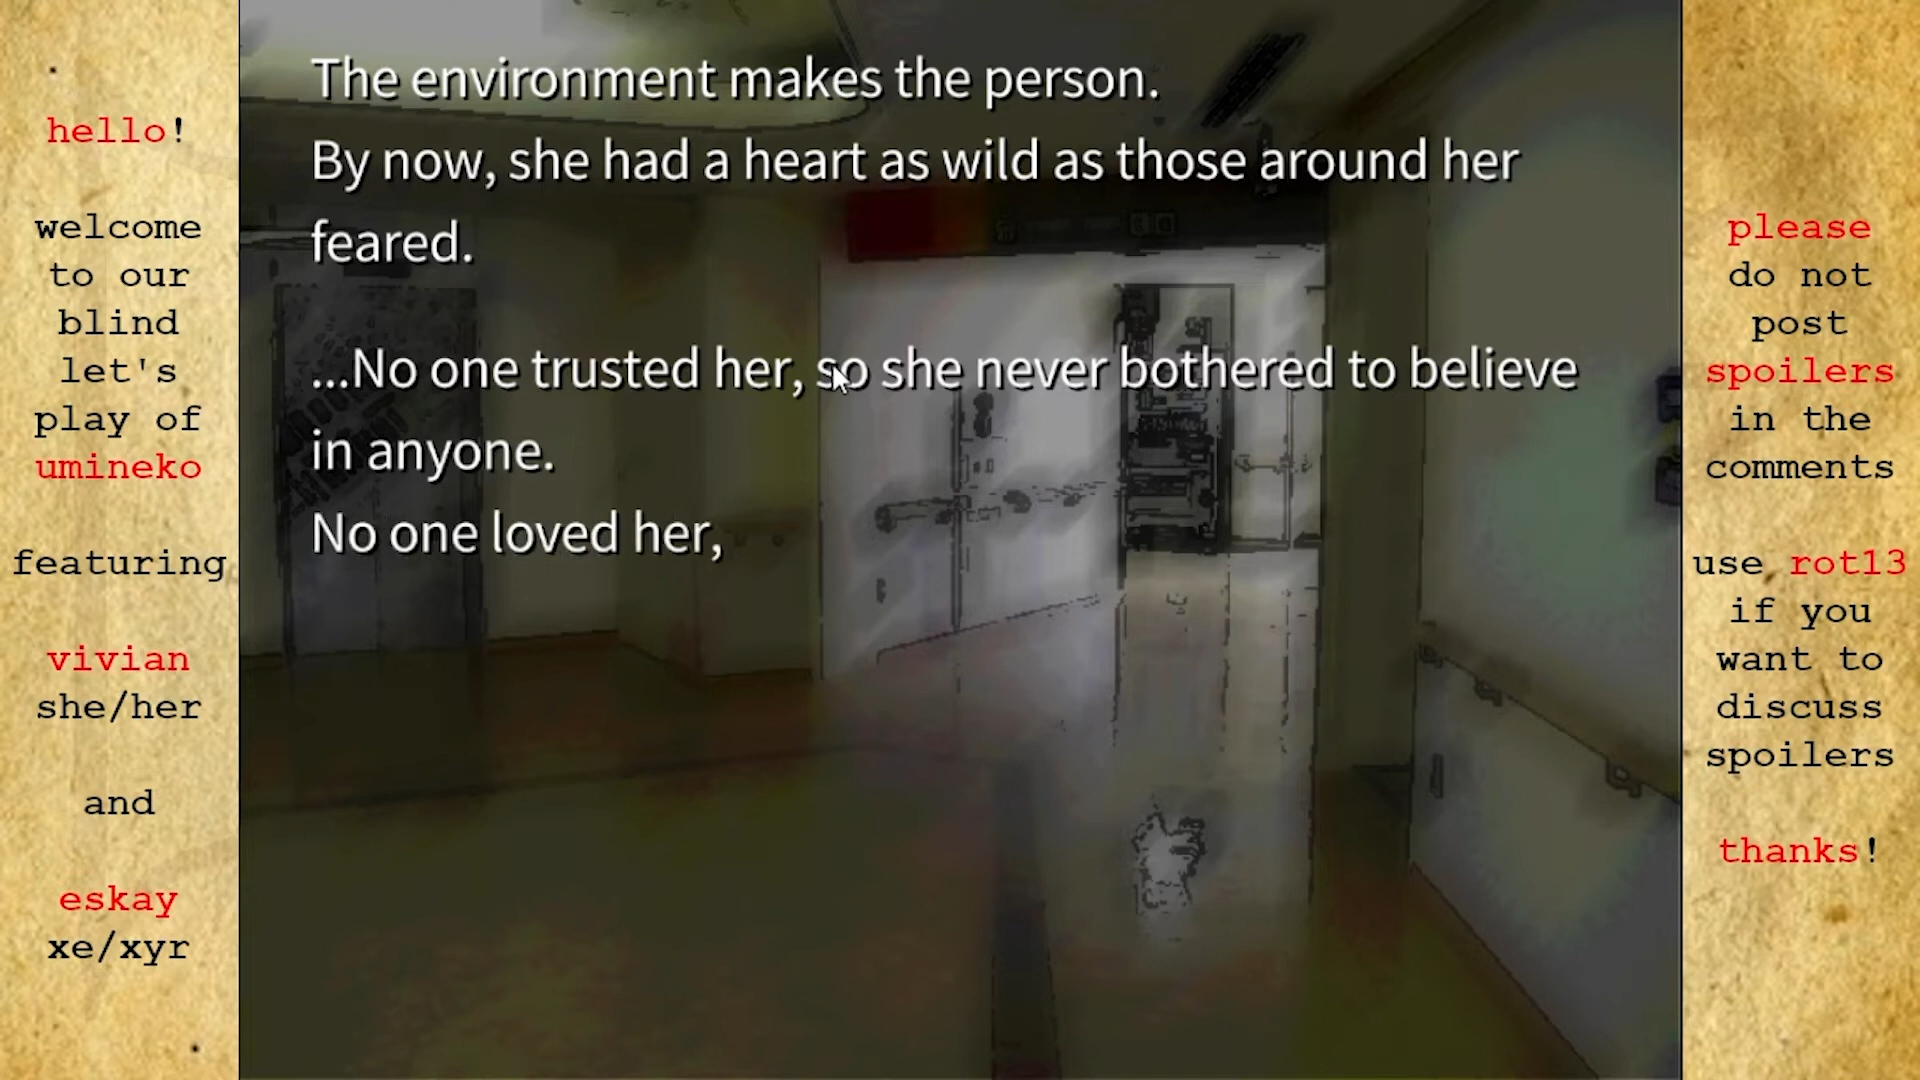 hello!
welcome
to our
blind
let's
play of
umineko
featuring
vivian
she/her
and
eskay
xe/xyr
The environment makes the person.
By now, she had a heart as wild as those around her
feared.
...No one trusted her, so she never bothered to believe
in anyone.
No one loved her,
please
do not
post
spoilers
in the
comments
use rot13
if you
want to
discuss
spoilers
thanks!